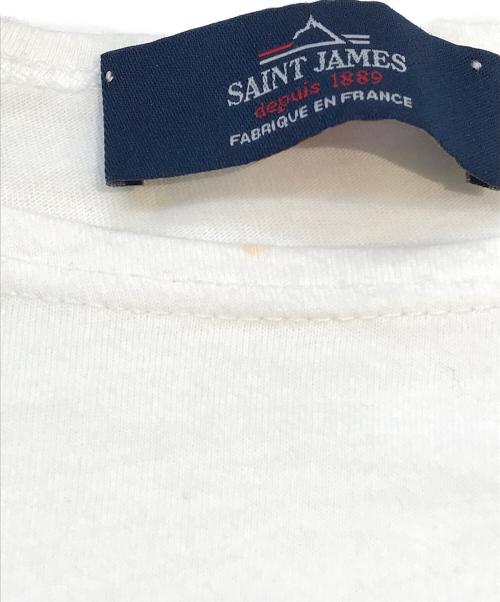 SAINT JAMES
depuis 1889
FABRIQUE EN FRANCE